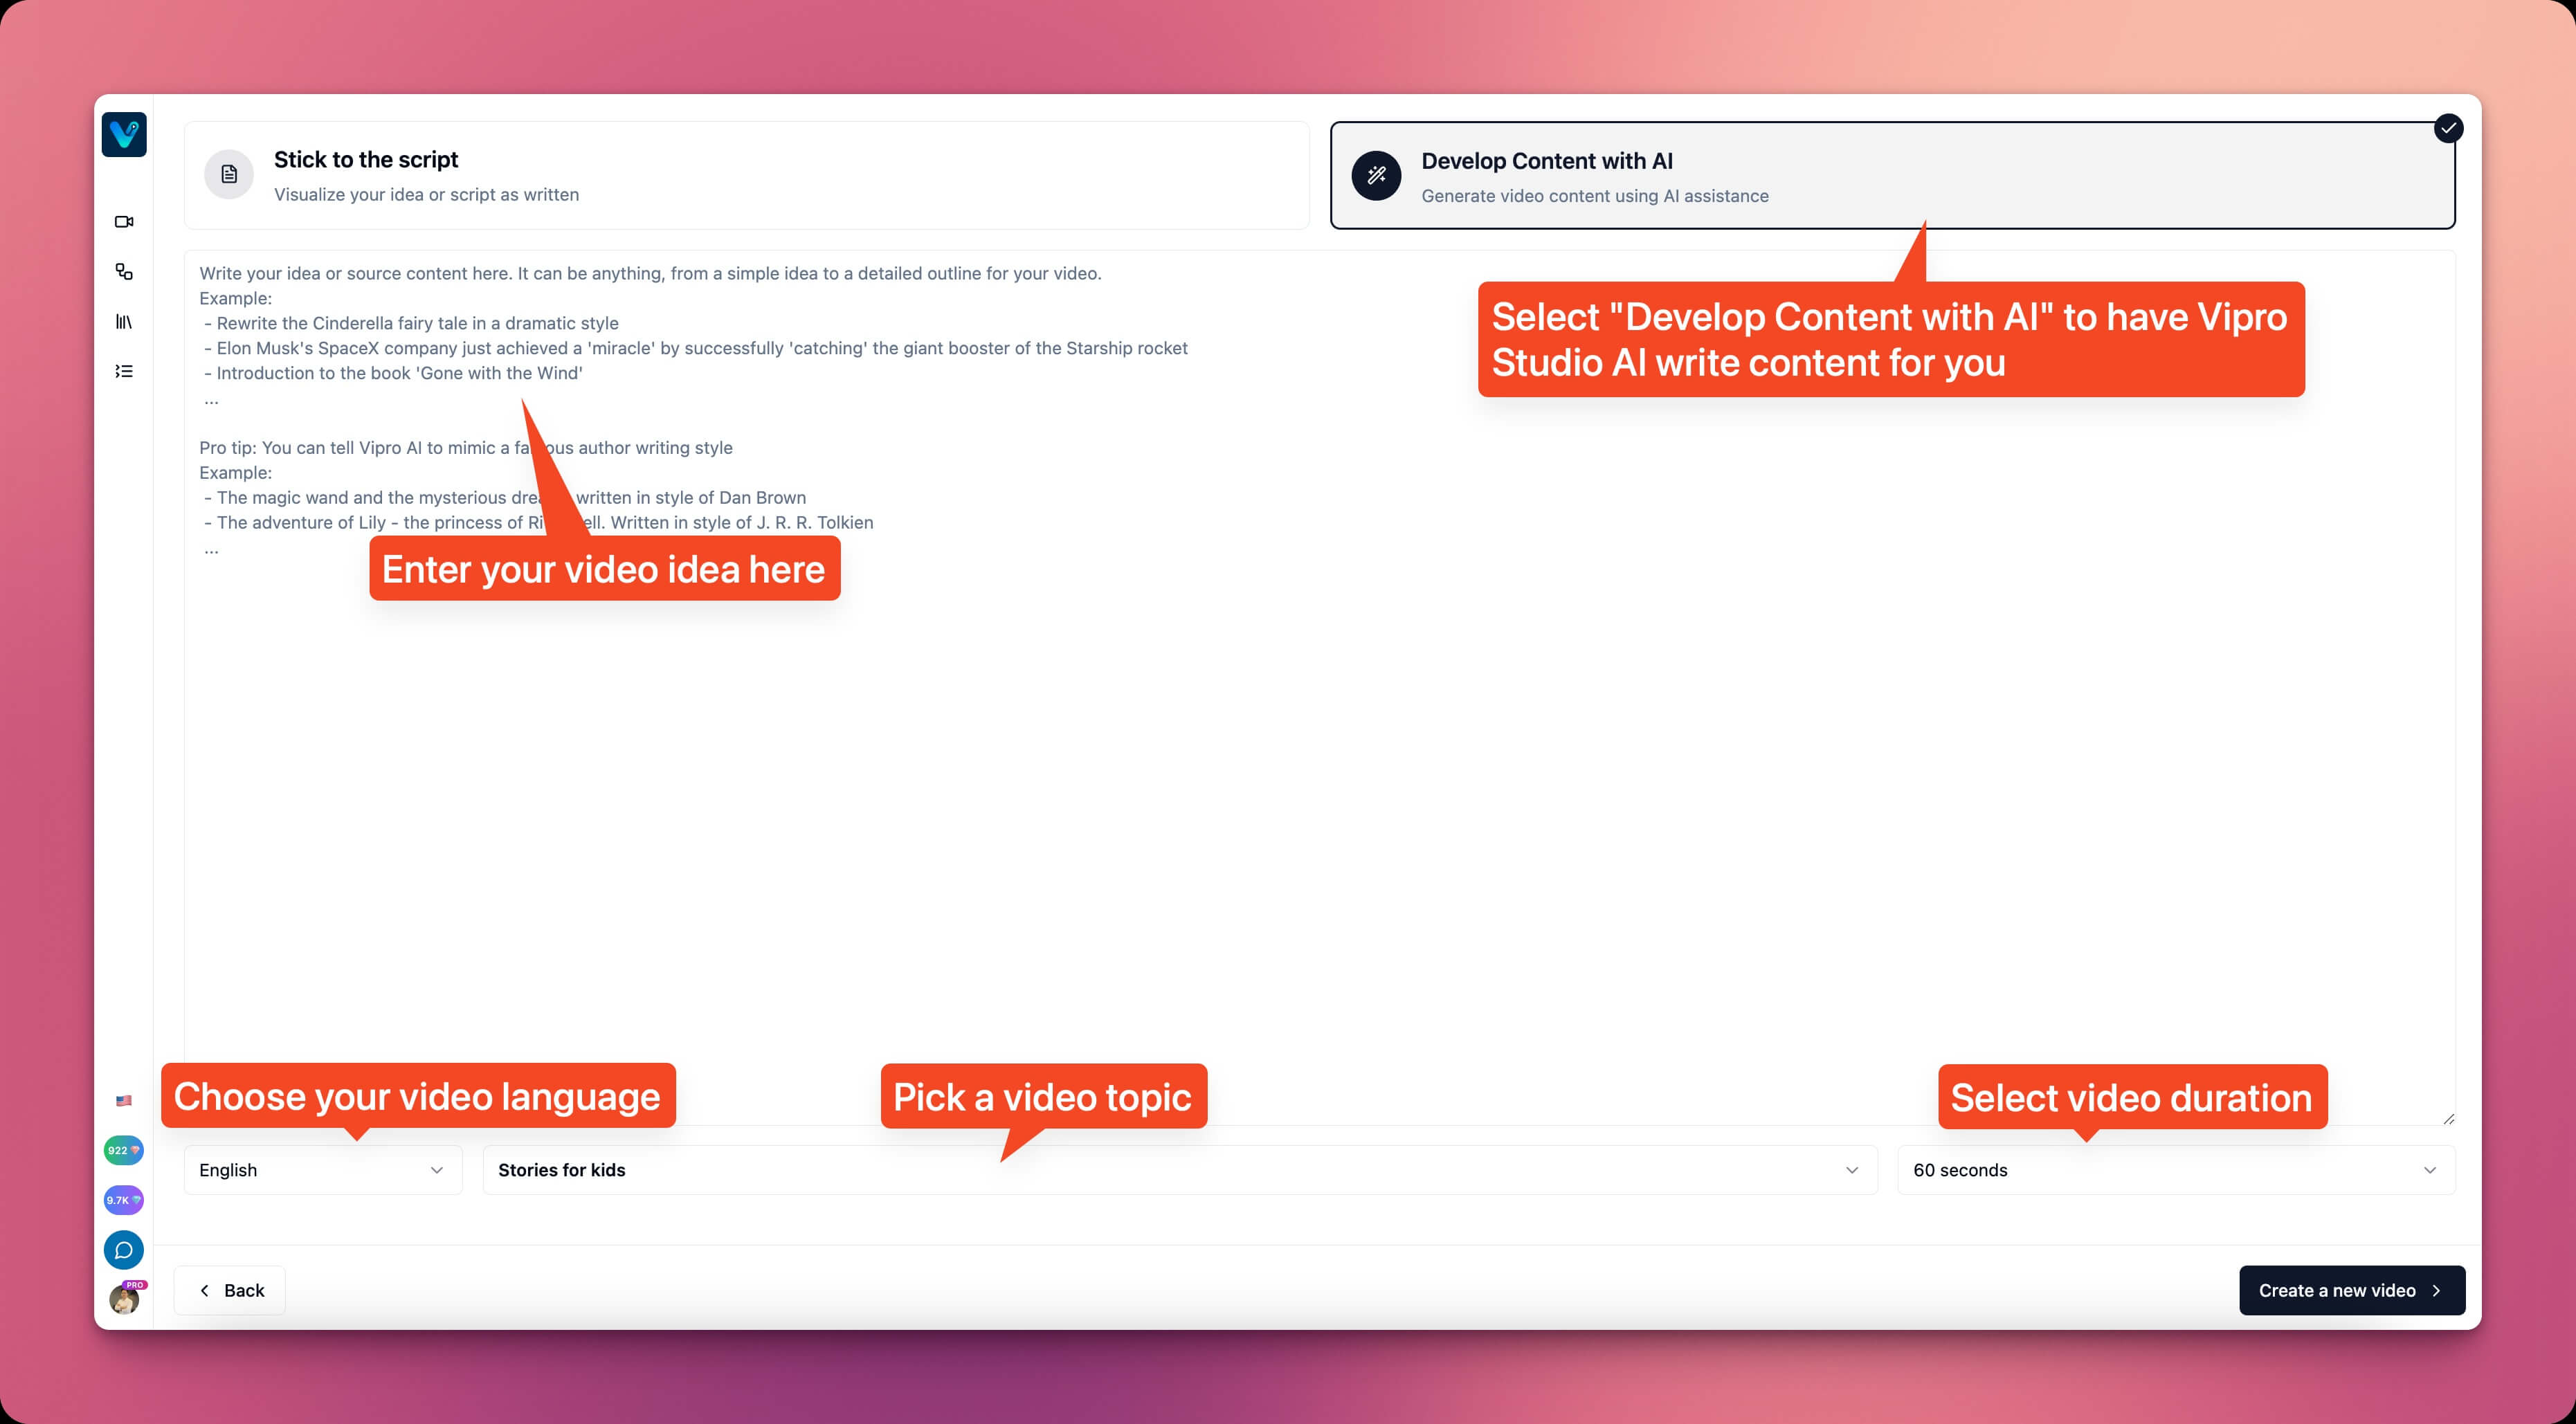 Stick to the script
Visualize your idea or script as written
Develop Content with AI
Generate video content using AI assistance
Select "Develop Content with AI" to have Vipro
Studio AI write content for you
Write your idea or source content here. It can be anything, from a simple idea to a detailed outline for your video.
Example:
- Rewrite the Cinderella fairy tale in a dramatic style
- Elon Musk's SpaceX company just achieved a 'miracle' by successfully 'catching' the giant booster of the Starship rocket
- Introduction to the book 'Gone with the Wind'
...
Pro tip: You can tell Vipro AI to mimic a famous author writing style
Example:
- The magic wand and the mysterious written in style of Dan Brown
- The adventure of Lily - the princess of Written in style of J. R. R. Tolkien
...
Enter your video idea here
Choose your video language
Pick a video topic
Select video duration
English
Stories for kids
60 seconds
922
9.7K
PRO
Back
Create a new video